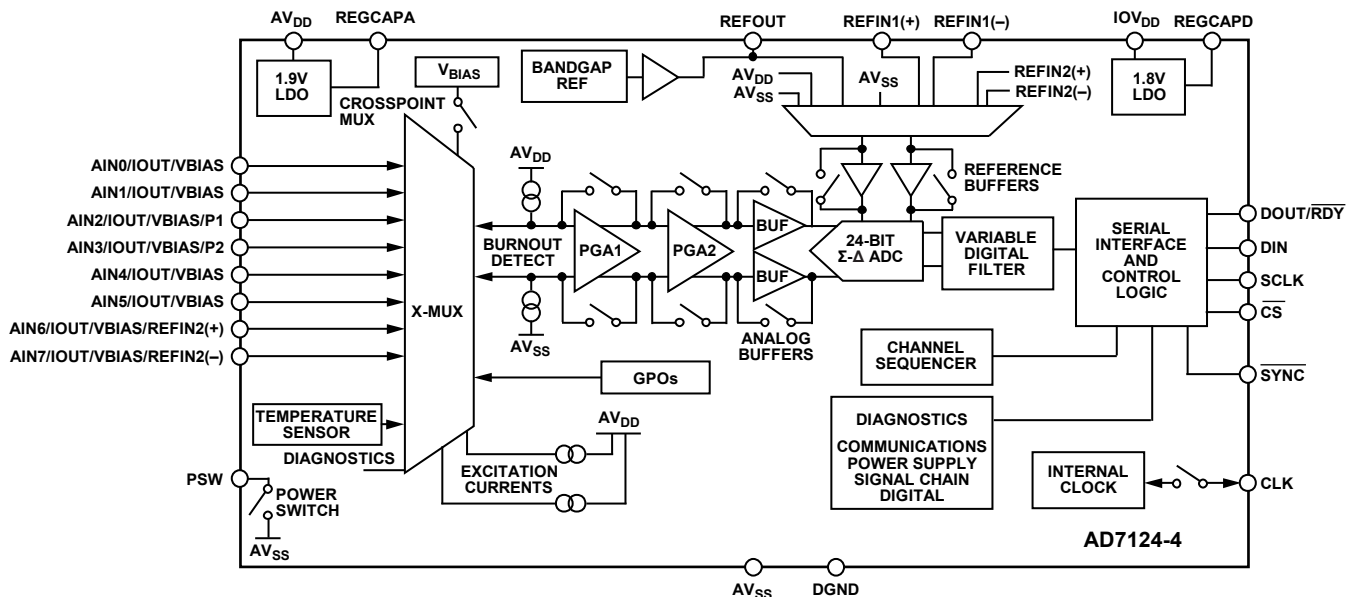 AVDD
REGCAPA
REFOUT
REFIN1(+)
REFIN1(–)
IOVDD
REGCAPD
1.9V
LDO
VBIAS
CROSSPOINT
MUX
BANDGAP
REF
AVDD
AVSS
AVSS
REFIN2(+)
REFIN2(–)
1.8V
LDO
AIN0/IOUT/VBIAS
AIN1/IOUT/VBIAS
AIN2/IOUT/VBIAS/P1
AIN3/IOUT/VBIAS/P2
AIN4/IOUT/VBIAS
AIN5/IOUT/VBIAS
AIN6/IOUT/VBIAS/REFIN2(+)
AIN7/IOUT/VBIAS/REFIN2(–)
X-MUX
AVDD
BURNOUT
DETECT
AVSS
PGA1
PGA2
BUF
BUF
ANALOG
BUFFERS
REFERENCE
BUFFERS
24-BIT
Σ-Δ ADC
VARIABLE
DIGITAL
FILTER
SERIAL
INTERFACE
AND
CONTROL
LOGIC
DOUT/RDY
DIN
SCLK
CS
SYNC
CHANNEL
SEQUENCER
GPOs
TEMPERATURE
SENSOR
DIAGNOSTICS
AVDD
EXCITATION
CURRENTS
DIAGNOSTICS
COMMUNICATIONS
POWER SUPPLY
SIGNAL CHAIN
DIGITAL
INTERNAL
CLOCK
CLK
PSW
POWER
SWITCH
AVSS
AD7124-4
AVSS
DGND